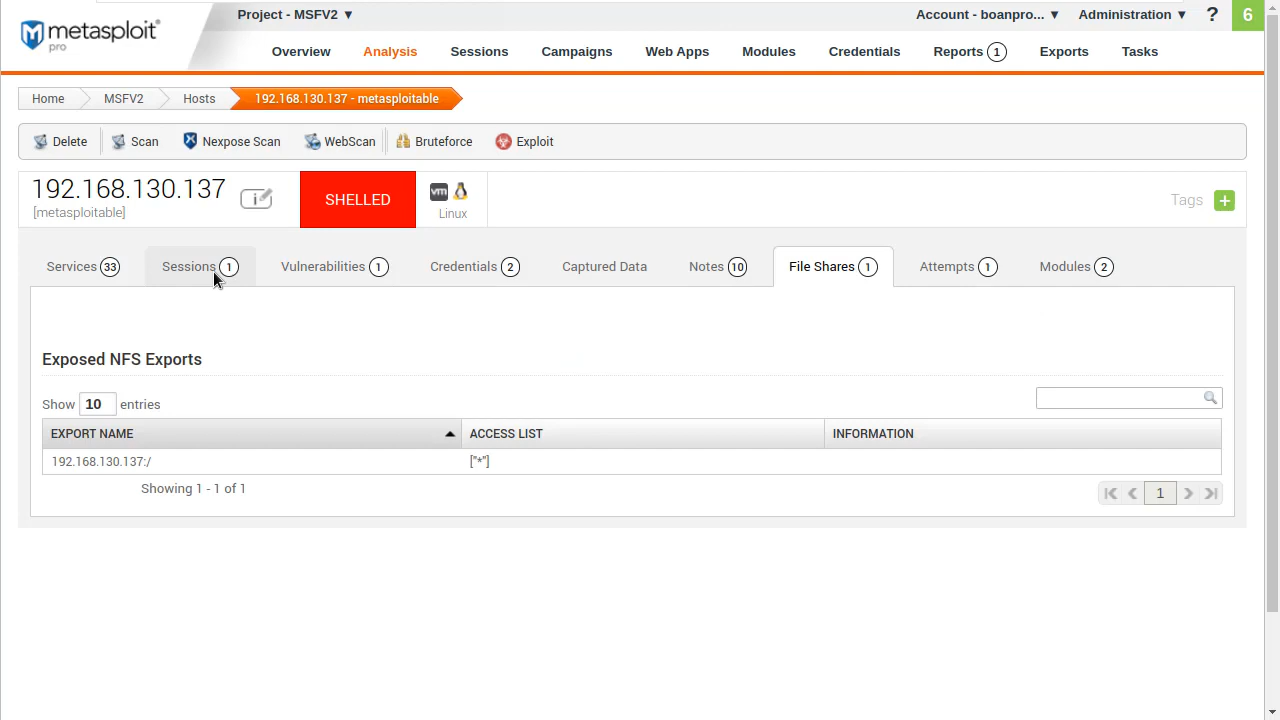 metasploit®
pro
Project - MSFV2 ▼
Account - boanpro... ▼ Administration ▼ ? 6
Overview Analysis Sessions Campaigns Web Apps Modules Credentials Reports 1 Exports Tasks
Home MSFV2 Hosts 192.168.130.137 - metasploitable
Delete Scan Nexpose Scan WebScan Bruteforce Exploit
192.168.130.137
[metasploitable]
i
SHELLED
vm
Linux
Tags +
Services 33 Sessions 1 Vulnerabilities 1 Credentials 2 Captured Data Notes 10 File Shares 1 Attempts 1 Modules 2
Exposed NFS Exports
Show 10 entries
EXPORT NAME ACCESS LIST INFORMATION
192.168.130.137:/ ["*"]
Showing 1 - 1 of 1
1